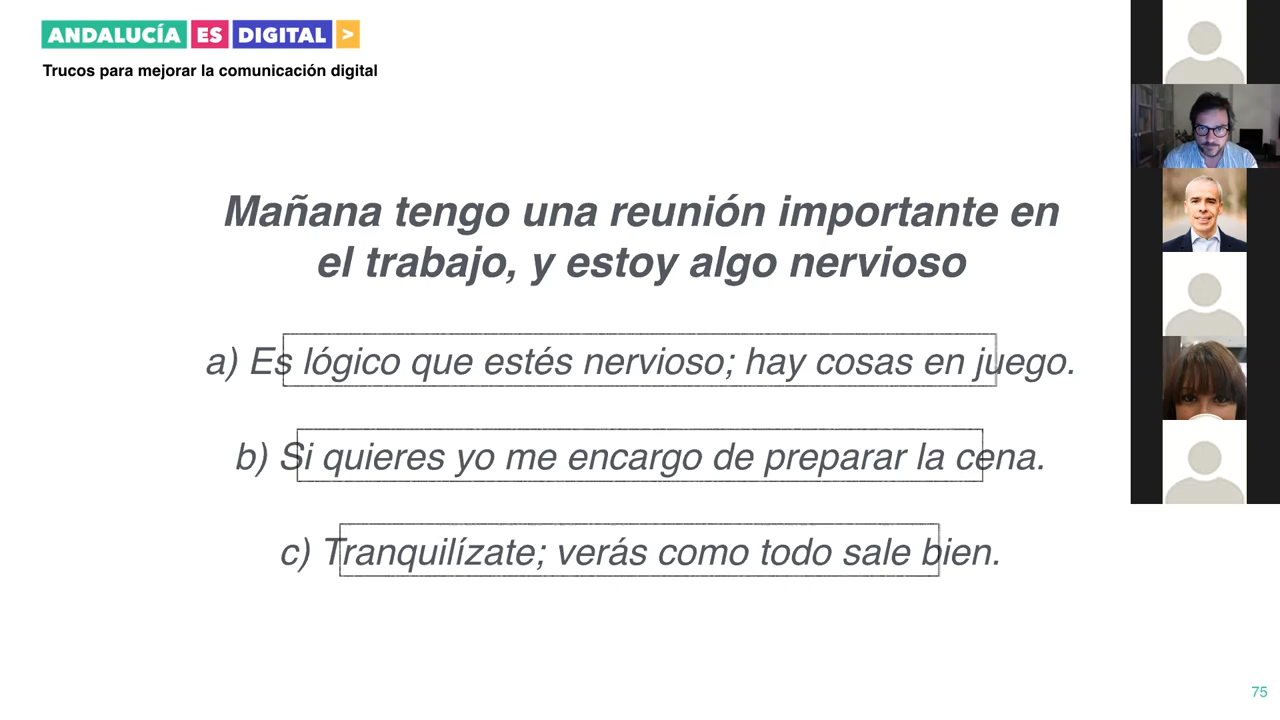 ANDALUCÍA ES DIGITAL >
Trucos para mejorar la comunicación digital
Mañana tengo una reunión importante en
el trabajo, y estoy algo nervioso
a) Es lógico que estés nervioso; hay cosas en juego.
b) Si quieres yo me encargo de preparar la cena.
c) Tranquilízate; verás como todo sale bien.
75